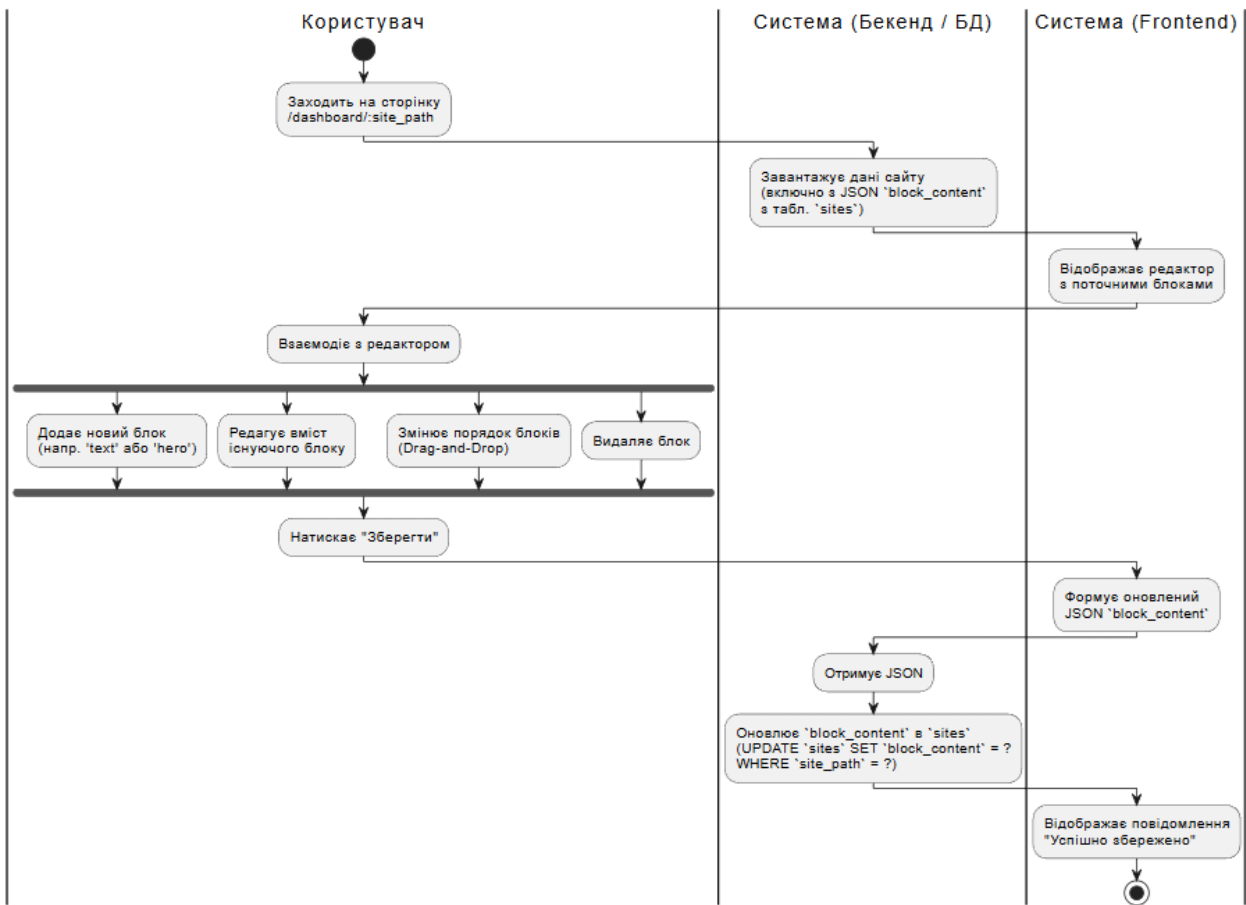 Користувач
Система (Бекенд / БД)
Система (Frontend)
Заходить на сторінку
/dashboard/:site_path
Завантажує дані сайту
(включно з JSON `block_content`
з табл. `sites`)
Відображає редактор
з поточними блоками
Взаємодіє з редактором
Додає новий блок
(напр. 'text' або 'hero')
Редагує вміст
існуючого блоку
Змінює порядок блоків
(Drag-and-Drop)
Видаляє блок
Натискає "Зберегти"
Формує оновлений
JSON `block_content`
Отримує JSON
Оновлює `block_content` в `sites`
(UPDATE `sites` SET `block_content` = ?
WHERE `site_path` = ?)
Відображає повідомлення
"Успішно збережено"